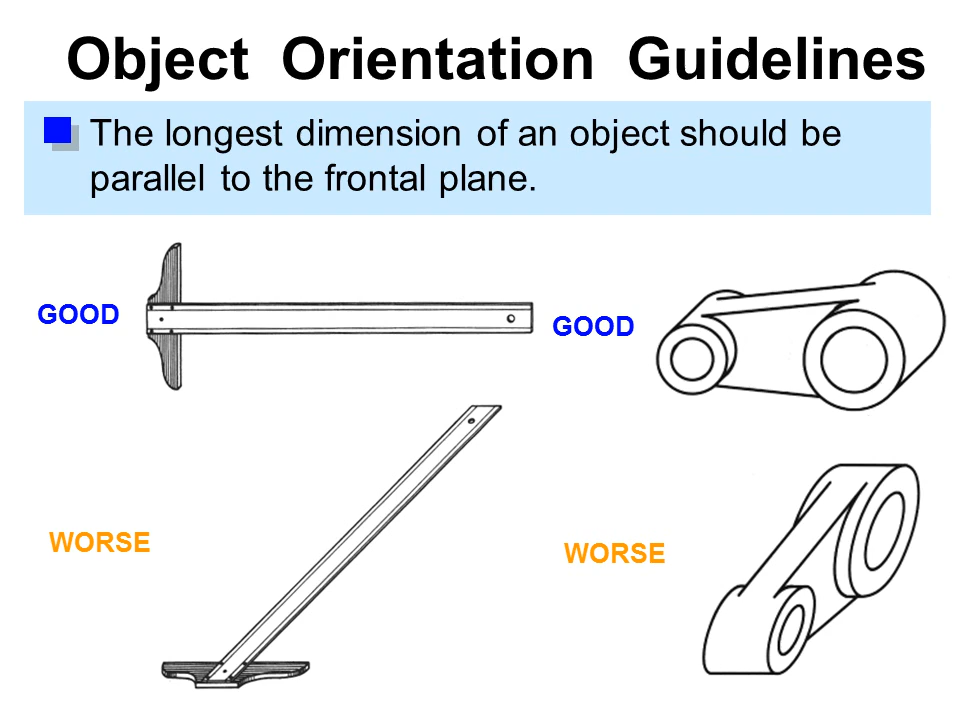 Object Orientation Guidelines
The longest dimension of an object should be
parallel to the frontal plane.
GOOD
GOOD
WORSE
WORSE